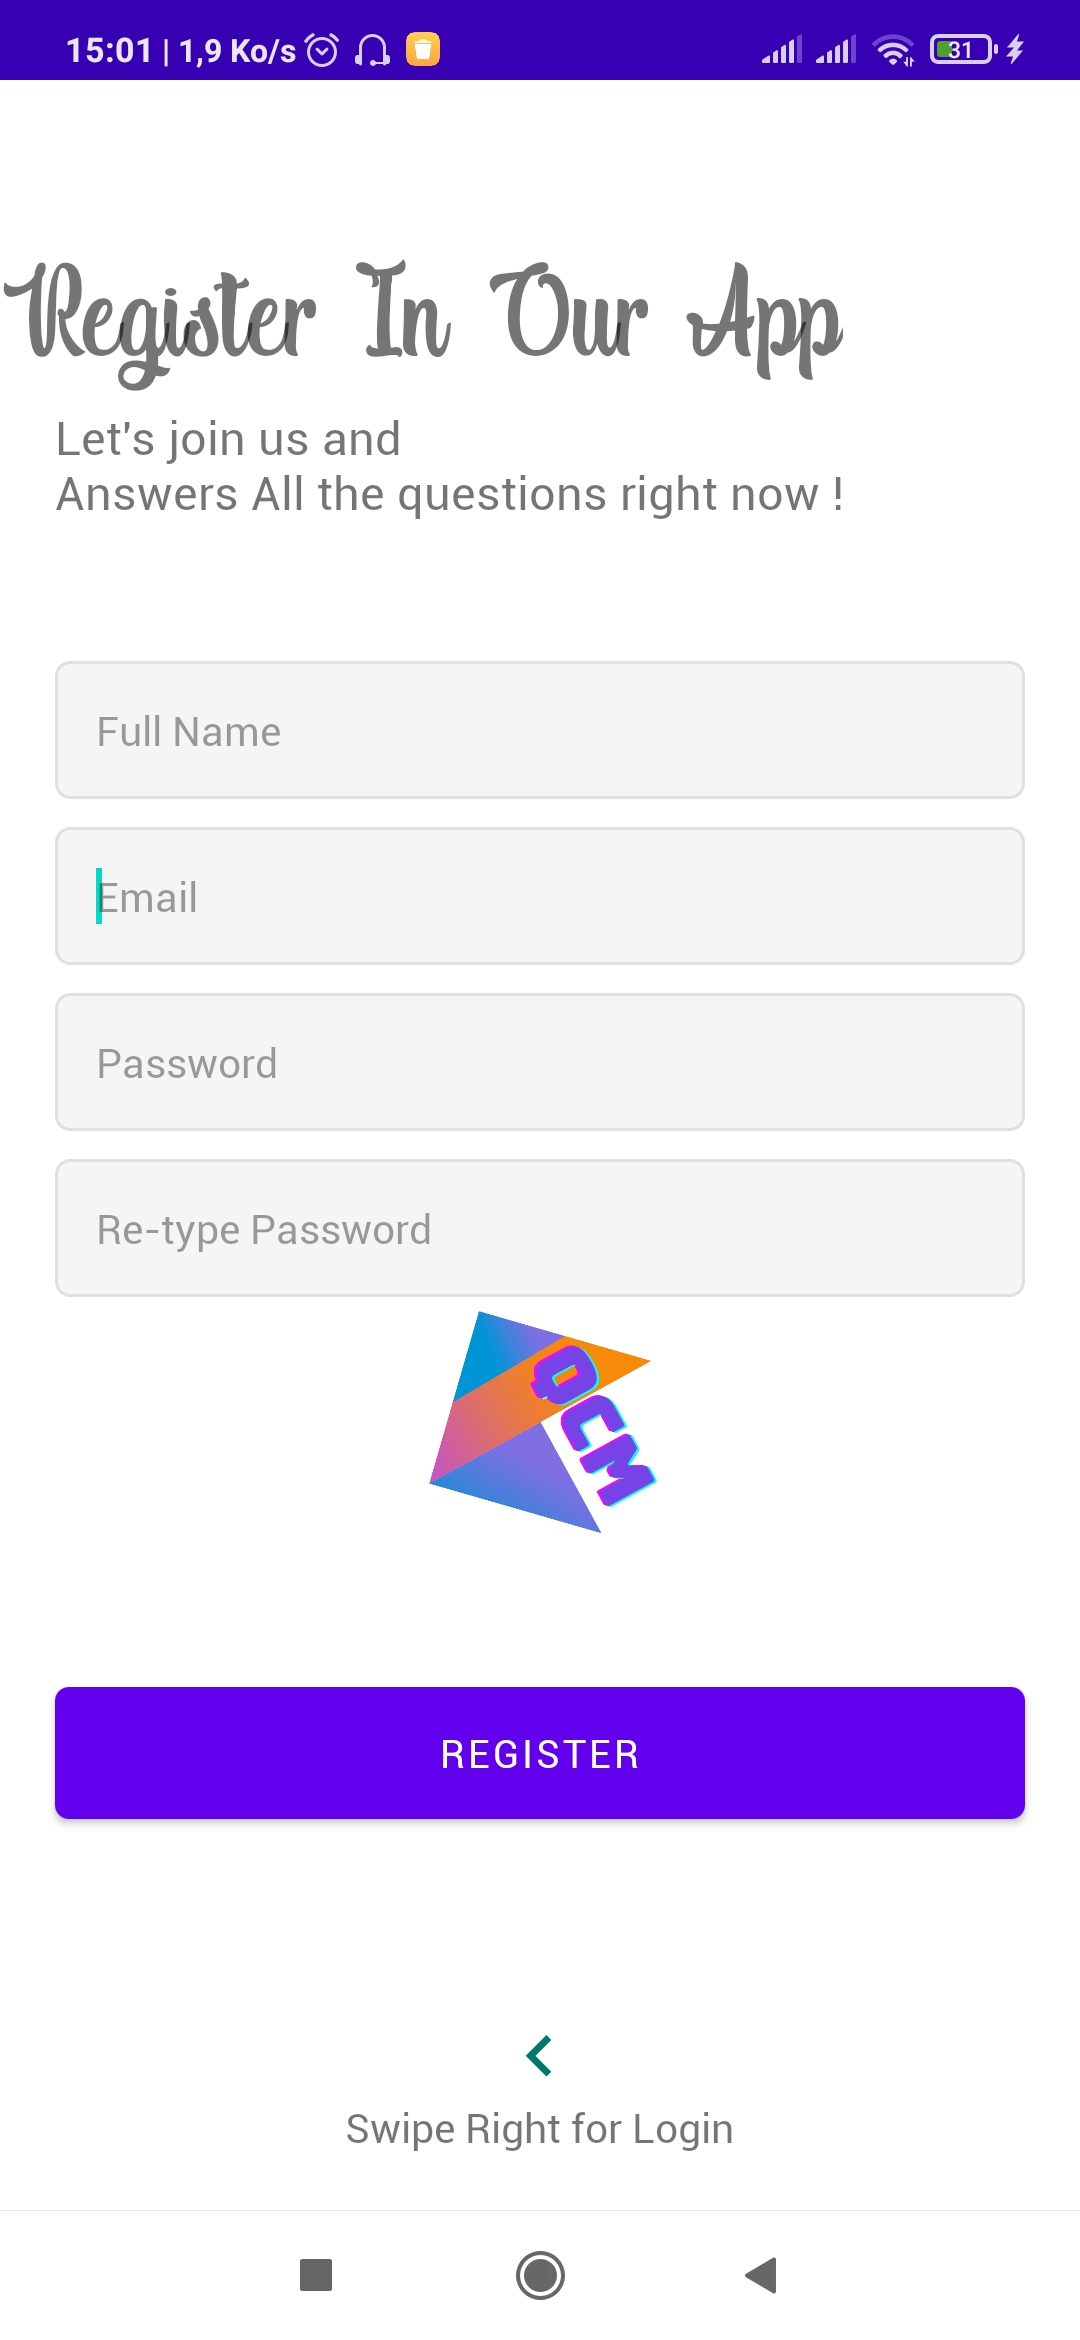 15:01 | 1,9 Ko/s 31
Register In Our App
Let's join us and
Answers All the questions right now !
Full Name
Email
Password
Re-type Password
QCM
REGISTER
Swipe Right for Login